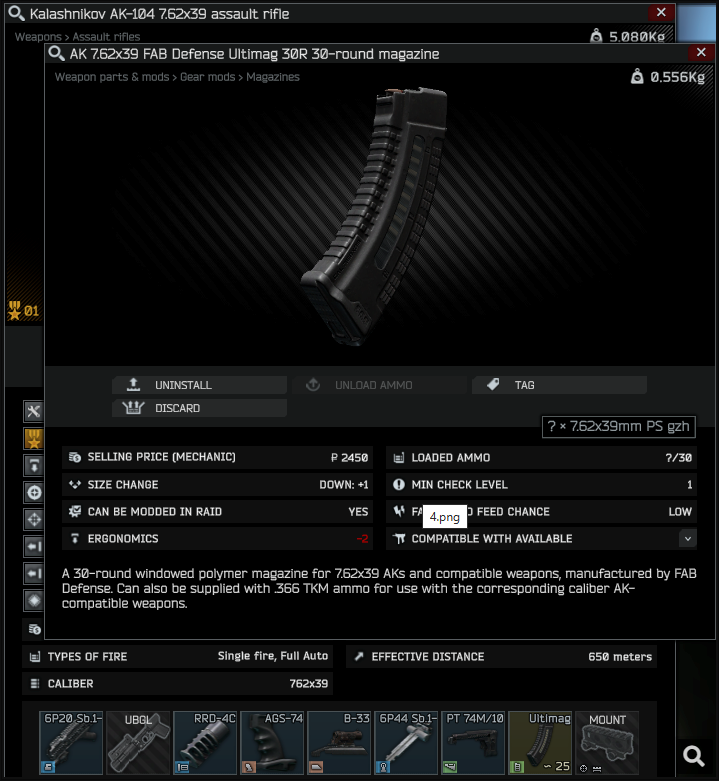 Kalashnikov AK-104 7.62x39 assault rifle
Weapons > Assault rifles
5.080Kg
AK 7.62x39 FAB Defense Ultimag 30R 30-round magazine
Weapon parts & mods > Gear mods > Magazines
0.556Kg
01
UNINSTALL
UNLOAD AMMO
TAG
DISCARD
? × 7.62x39mm PS gzh
SELLING PRICE (MECHANIC)
₽ 2450
LOADED AMMO
?/30
SIZE CHANGE
DOWN: +1
MIN CHECK LEVEL
1
CAN BE MODDED IN RAID
YES
FEED CHANCE
LOW
4.png
ERGONOMICS
-2
COMPATIBLE WITH AVAILABLE
A 30-round windowed polymer magazine for 7.62x39 AKs and compatible weapons, manufactured by FAB
Defense. Can also be supplied with .366 TKM ammo for use with the corresponding caliber AK-
compatible weapons.
TYPES OF FIRE
Single fire, Full Auto
EFFECTIVE DISTANCE
650 meters
CALIBER
762x39
6P20 Sb.1-
UBGL
RRD-4C
AGS-74
B-33
6P44 Sb.1-
PT 74M/10
Ultimag
MOUNT
~ 25